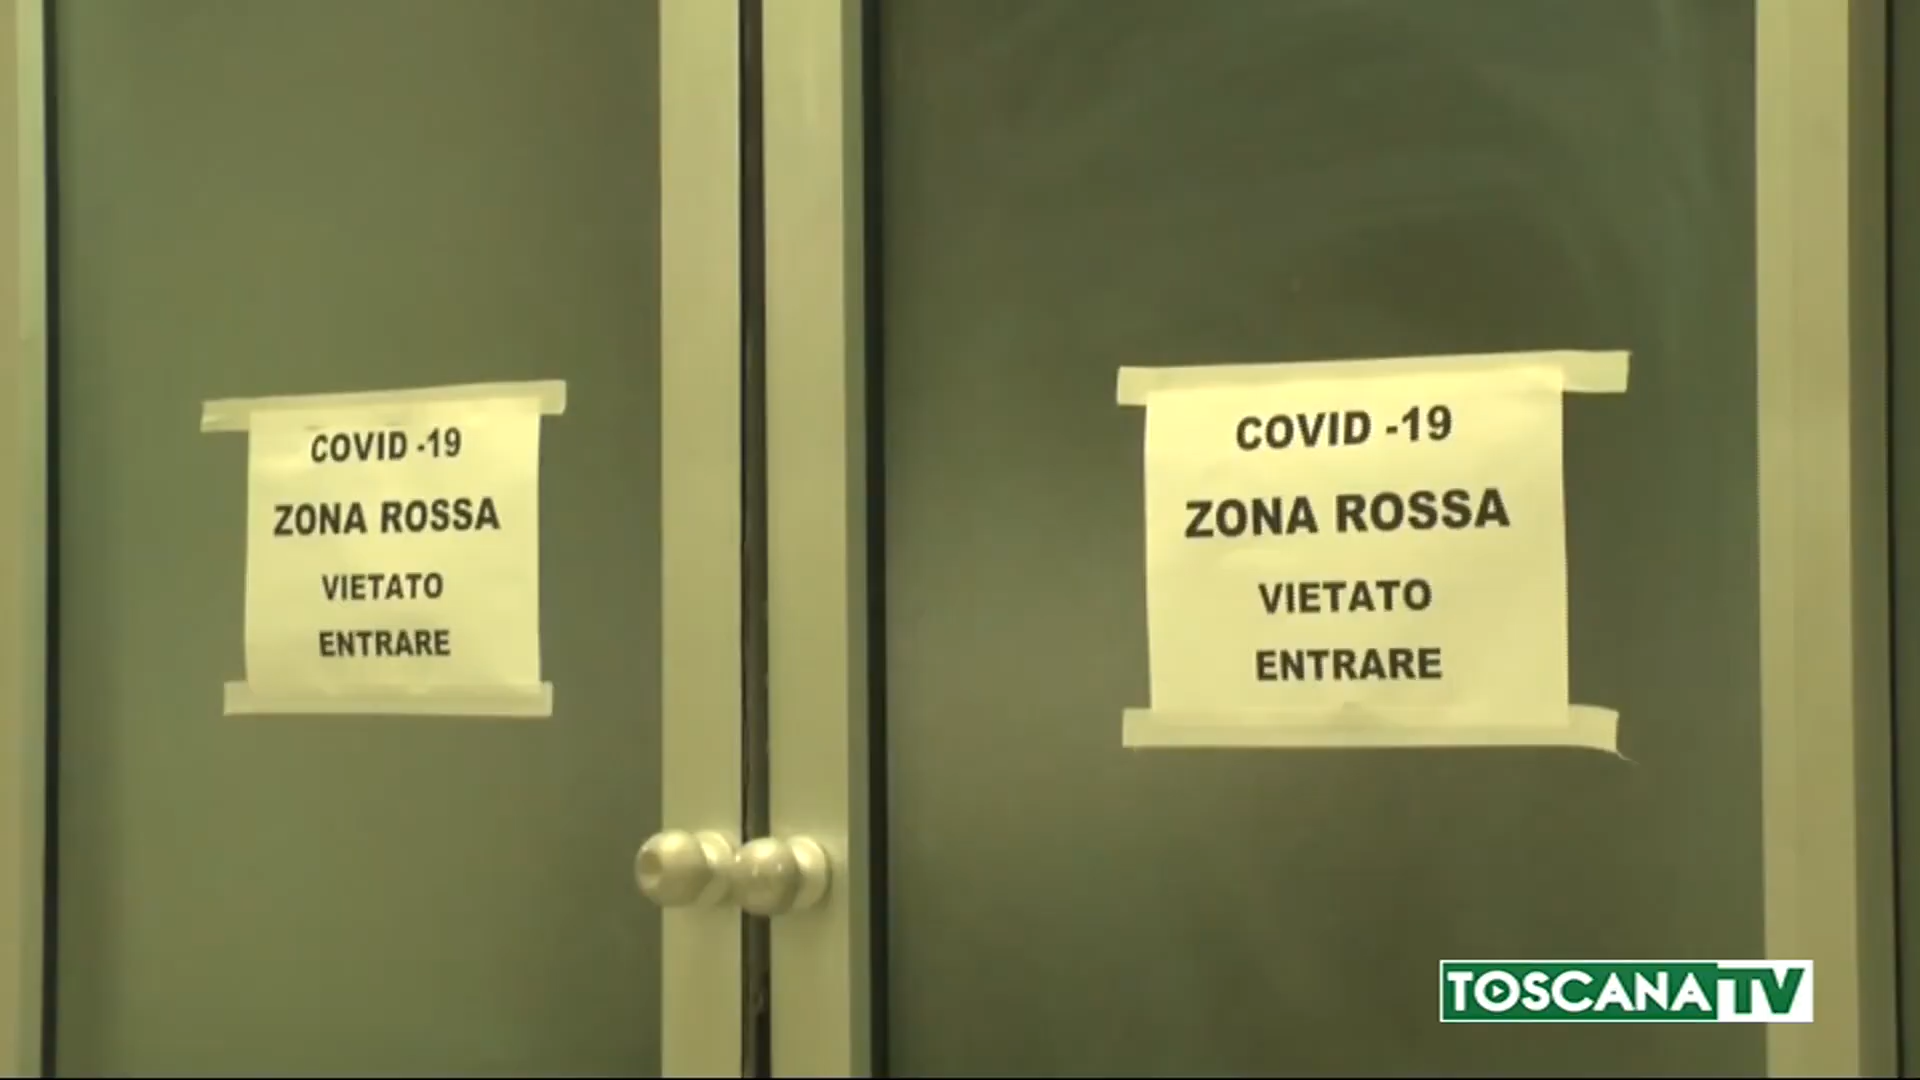 COVID -19
ZONA ROSSA
VIETATO
ENTRARE
COVID -19
ZONA ROSSA
VIETATO
ENTRARE
TOSCANA TV